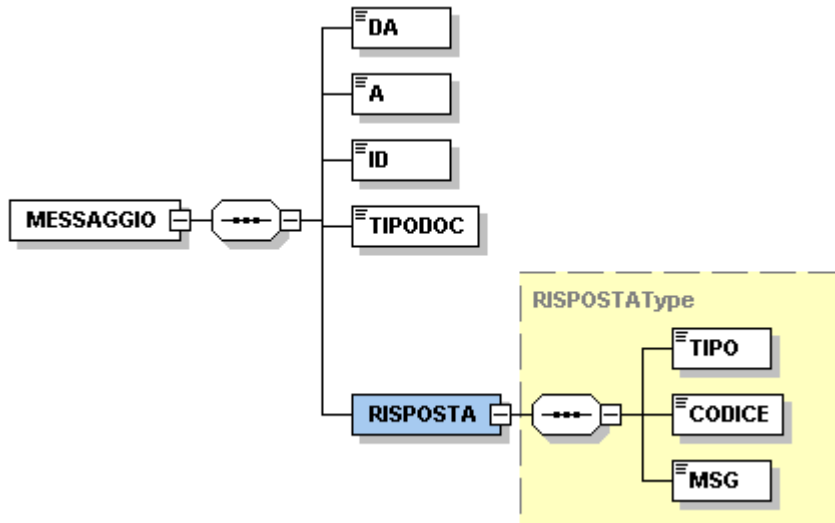 DA
A
ID
MESSAGGIO
TIPODOC
RISPOSTAType
TIPO
RISPOSTA
CODICE
MSG